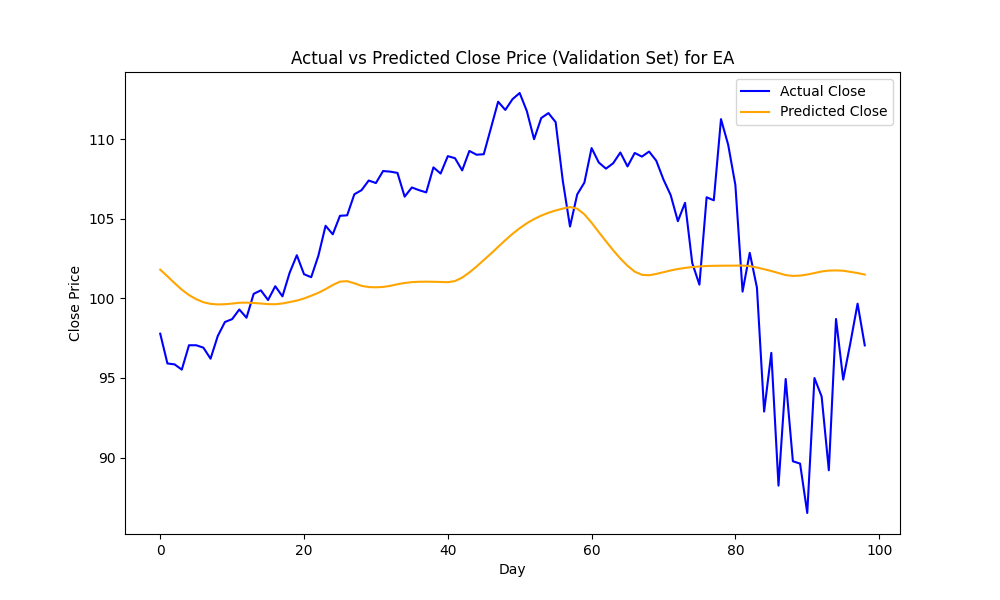 Actual vs Predicted Close Price (Validation Set) for EA
Actual Close
Predicted Close
110
105
100
95
90
Close Price
0 20 40 60 80 100
Day